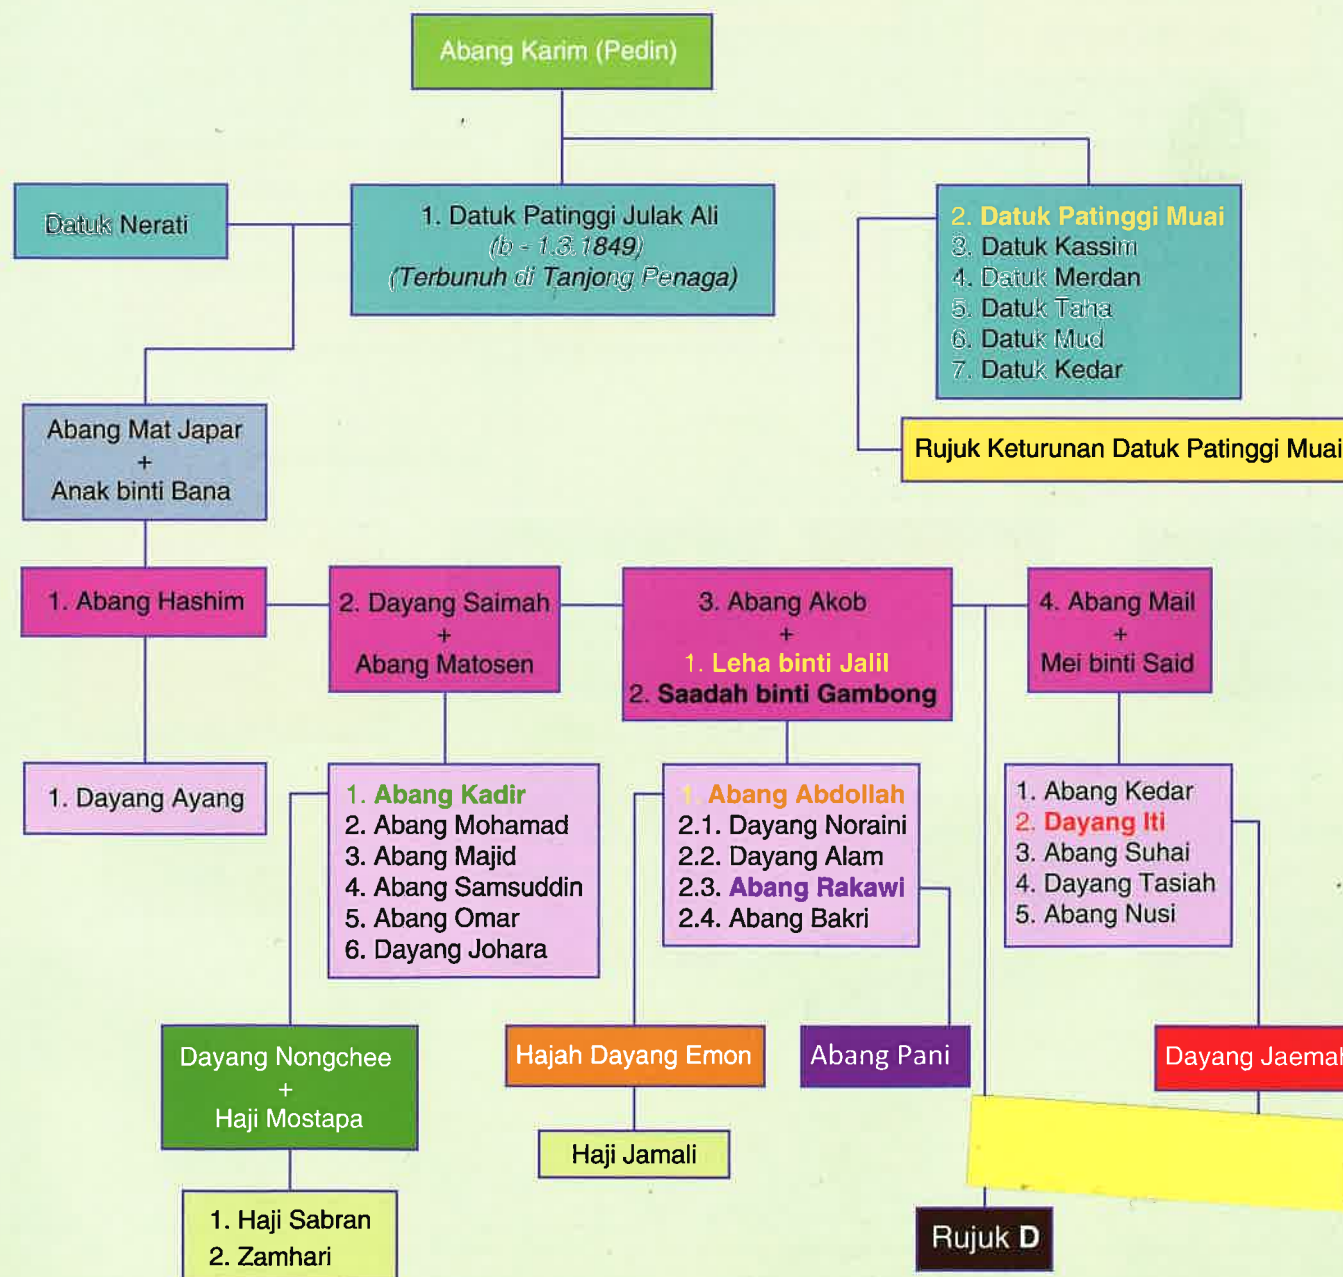 Abang Karim (Pedin)
Datuk Nerati
1. Datuk Patinggi Julak Ali
(b - 1.3.1849)
(Terbunuh di Tanjong Penaga)
2. Datuk Patinggi Muai
3. Datuk Kassim
4. Datuk Merdan
5. Datuk Taha
6. Datuk Mud
7. Datuk Kedar
Rujuk Keturunan Datuk Patinggi Muai
Abang Mat Japar
+
Anak binti Bana
1. Abang Hashim
2. Dayang Saimah
+
Abang Matosen
3. Abang Akob
+
1. Leha binti Jalil
2. Saadah binti Gambong
4. Abang Mail
+
Mei binti Said
1. Dayang Ayang
1. Abang Kadir
2. Abang Mohamad
3. Abang Majid
4. Abang Samsuddin
5. Abang Omar
6. Dayang Johara
1. Abang Abdollah
2.1. Dayang Noraini
2.2. Dayang Alam
2.3. Abang Rakawi
2.4. Abang Bakri
1. Abang Kedar
2. Dayang Iti
3. Abang Suhai
4. Dayang Tasiah
5. Abang Nusi
Dayang Nongchee
+
Haji Mostapa
Hajah Dayang Emon
Abang Pani
Dayang Jaemah
Haji Jamali
1. Haji Sabran
2. Zamhari
Rujuk D